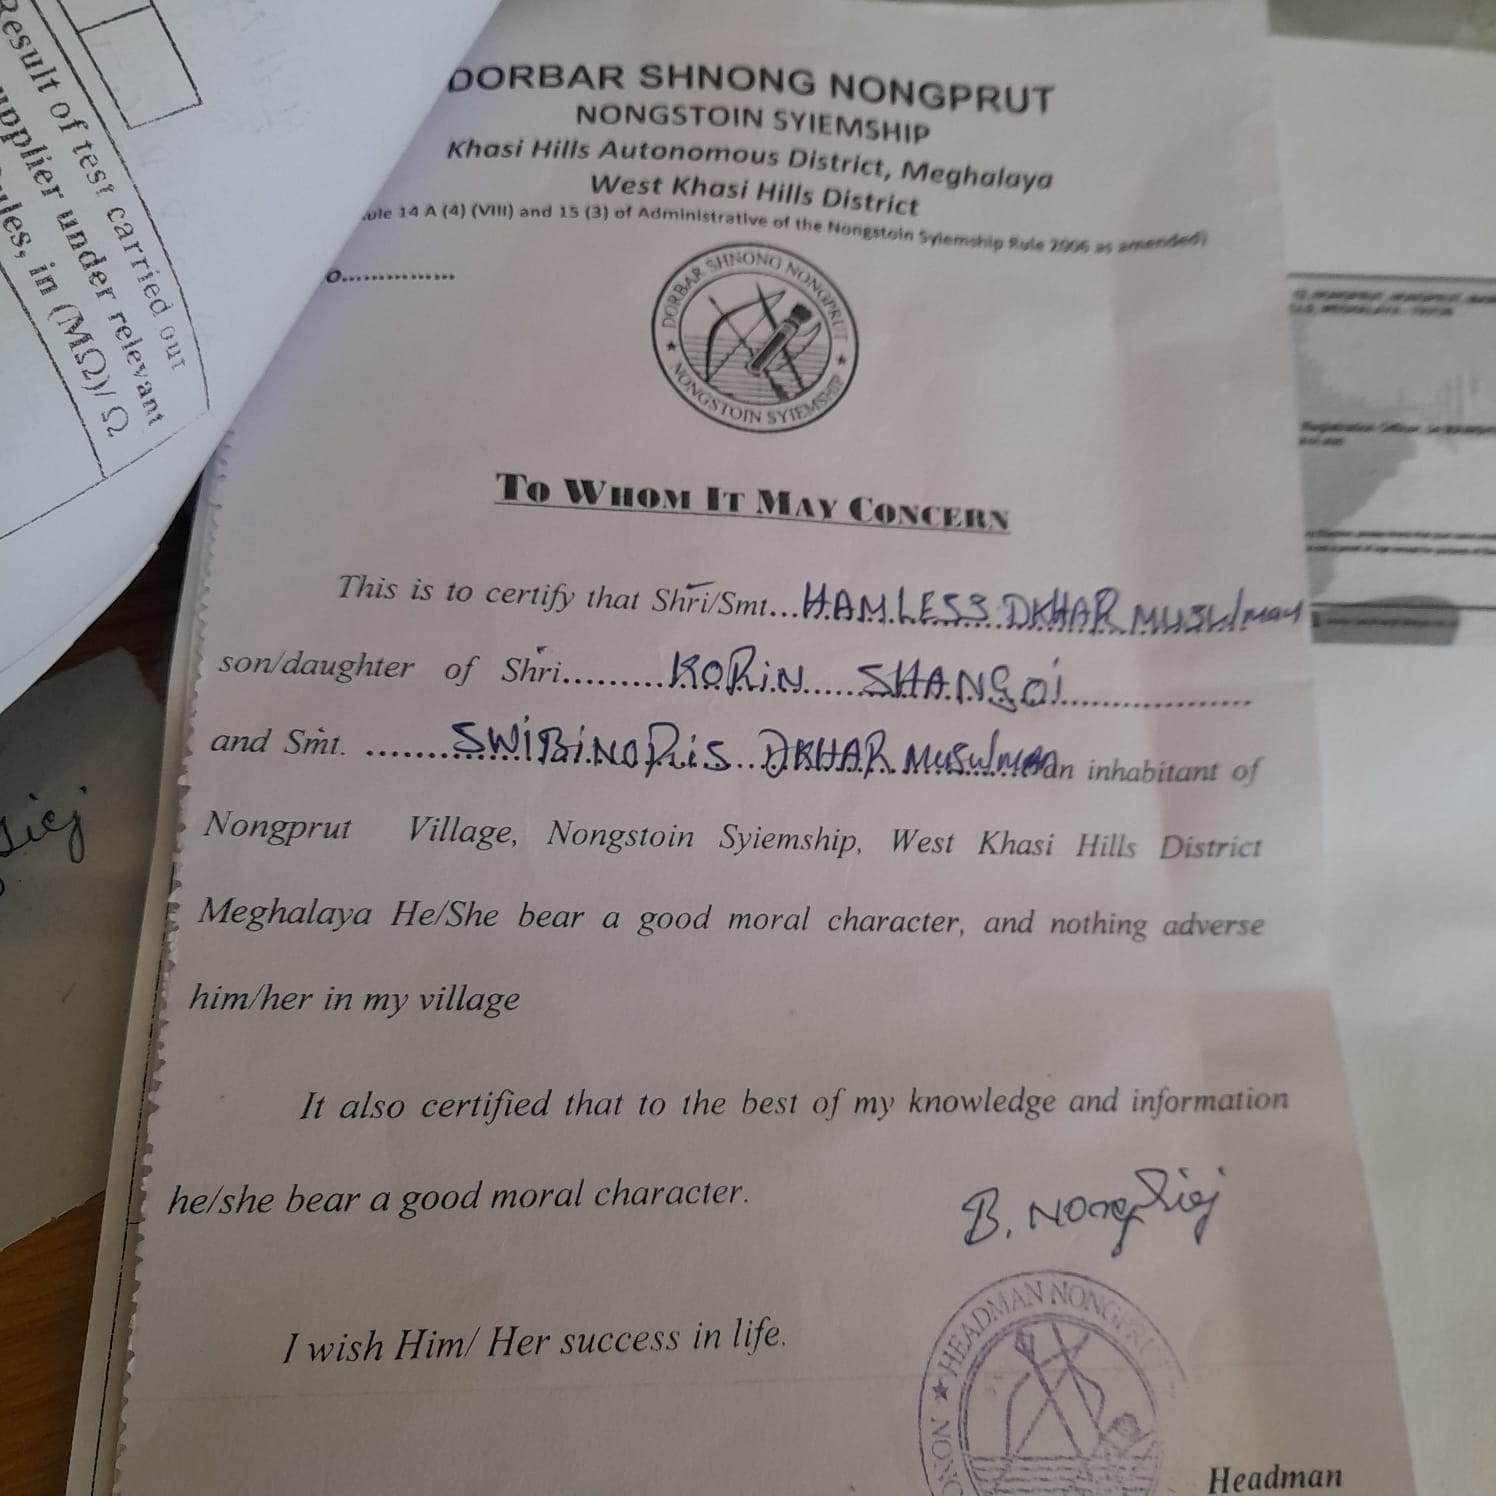 Result of test carried out
supplier under relevant
in (MΩ)/ Ω
DORBAR SHNONG NONGPRUT
NONGSTOIN SYIEMSHIP
Khasi Hills Autonomous District, Meghalaya
West Khasi Hills District
14 A (4) (VIII) and 15 (3) of Administrative of the Nongstoin Syiemship Rule 2006 as amended)
O..............
DORBAR SHNONG NONGPRUT
★ NONGSTOIN SYIEMSHIP ★
TO WHOM IT MAY CONCERN
This is to certify that Shri/Smt...HAMLESS DKHAR MUSULman
son/daughter of Shri.........KORiN.....SHANGOi..................
and Smt. ........SWiBiNORiS..DKHAR MUSULMAN an inhabitant of
Nongprut Village, Nongstoin Syiemship, West Khasi Hills District
Meghalaya He/She bear a good moral character, and nothing adverse
him/her in my village
It also certified that to the best of my knowledge and information
he/she bear a good moral character.
B. Nongsiej
I wish Him/ Her success in life.
★ HEADMAN NONGPRUT
Headman